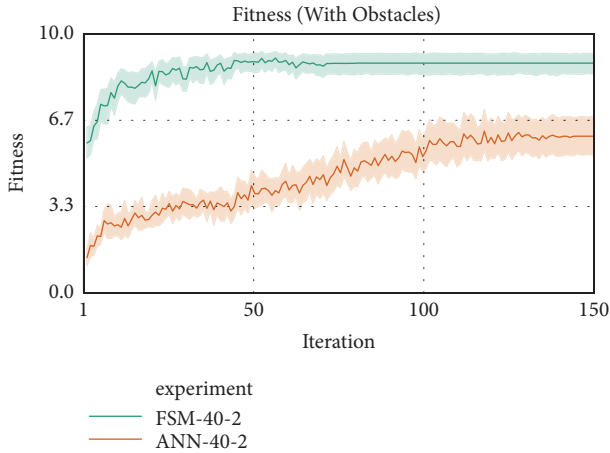 Fitness (With Obstacles)
10.0
6.7
3.3
0.0
Fitness
1 50 100 150
Iteration
experiment
FSM-40-2
ANN-40-2